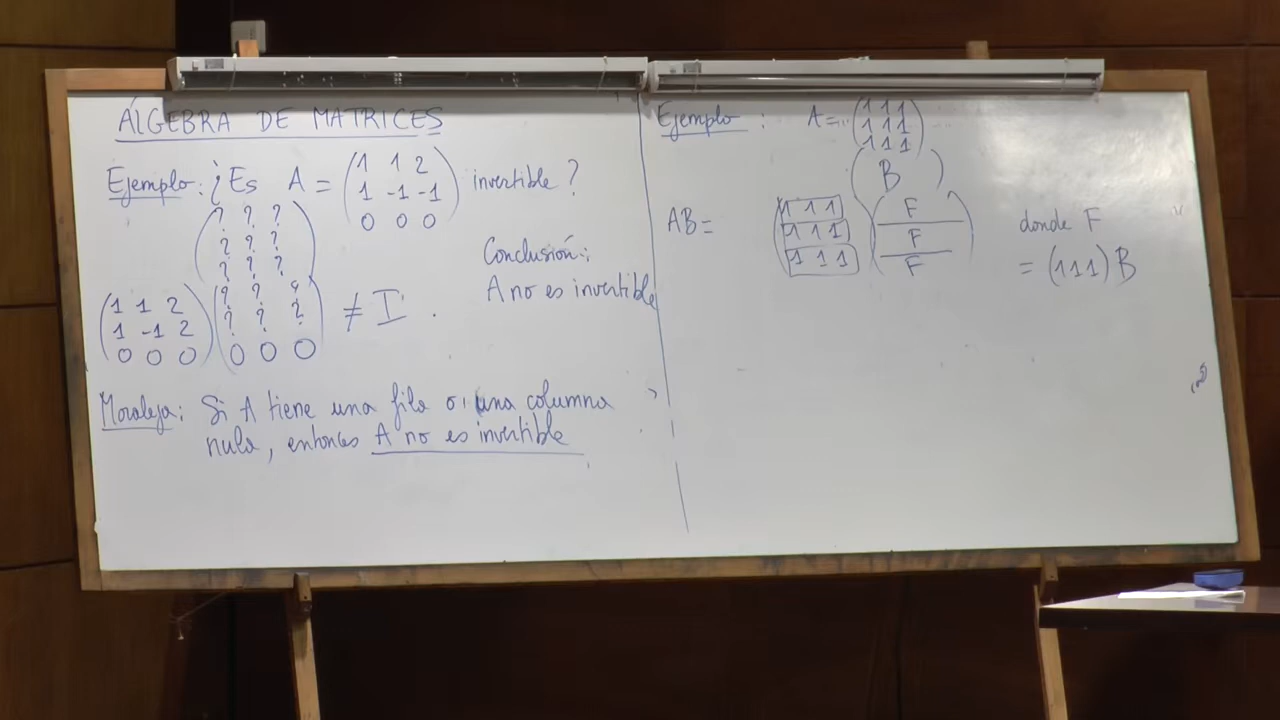 ÁLGEBRA DE MATRICES
Ejemplo: ¿Es A = (1 1 2
1 -1 -1
0 0 0) invertible?
(? ? ?
? ? ?
? ? ?)
(1 1 2
1 -1 2
0 0 0) (? ? ?
? ? ?
0 0 0) ≠ I.
Conclusión:
A no es invertible
Moraleja: Si A tiene una fila o una columna
nula, entonces A no es invertible
Ejemplo: A = (1 1 1
1 1 1
1 1 1)
(B)
AB = (1 1 1
1 1 1
1 1 1) (F
F
F) donde F
= (1 1 1) B